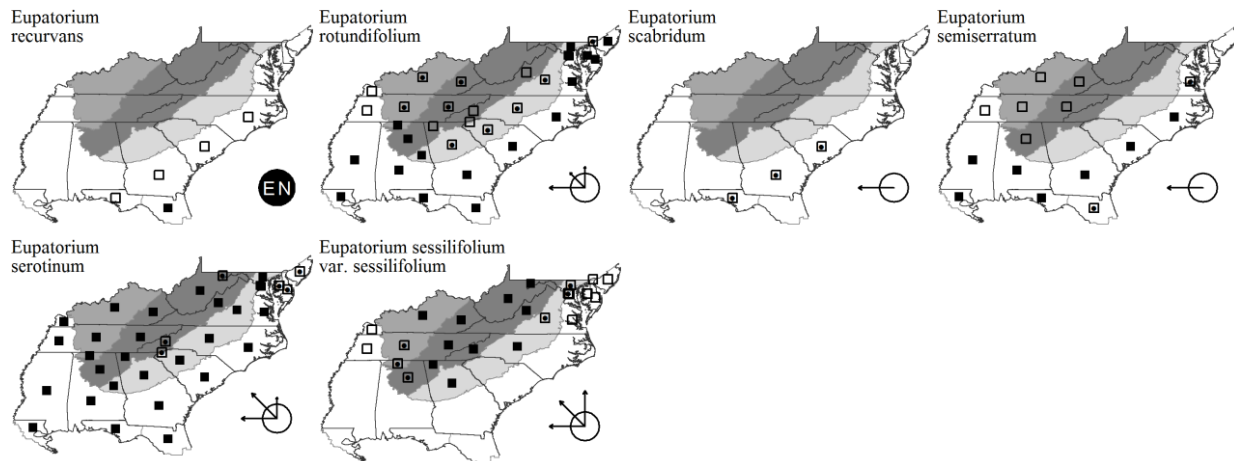 Eupatorium
recurvans
EN
Eupatorium
rotundifolium
Eupatorium
scabridum
Eupatorium
semiserratum
Eupatorium
serotinum
Eupatorium sessilifolium
var. sessilifolium